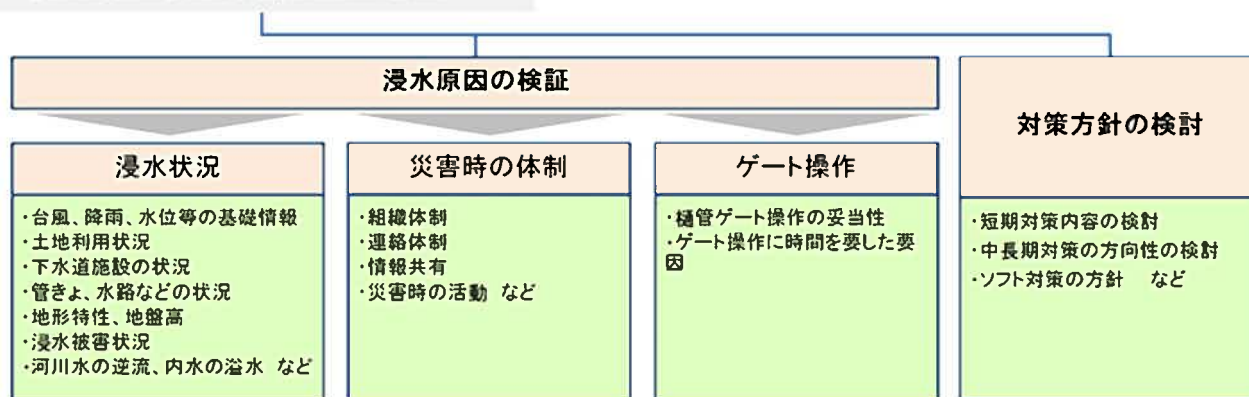 浸水原因の検証
対策方針の検討
浸水状況
・台風、降雨、水位等の基礎情報
・土地利用状況
・下水道施設の状況
・管きょ、水路などの状況
・地形特性、地盤高
・浸水被害状況
・河川水の逆流、内水の溢水 など
災害時の体制
・組織体制
・連絡体制
・情報共有
・災害時の活動 など
ゲート操作
・樋管ゲート操作の妥当性
・ゲート操作に時間を要した要
因
・短期対策内容の検討
・中長期対策の方向性の検討
・ソフト対策の方針 など